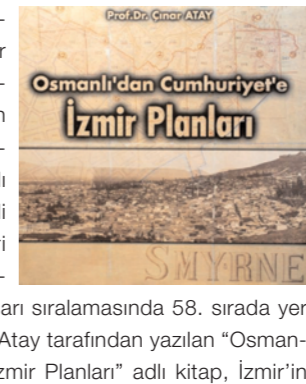 Prof.Dr. Çınar ATAY
Osmanlı'dan Cumhuriyet'e
İzmir Planları
SMYRNE
arı sıralamasında 58. sırada yer
Atay tarafından yazılan “Osman-
zmir Planları” adlı kitap, İzmir’in